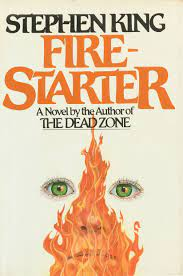 STEPHEN KING
FIRE-
STARTER
A Novel by the Author of
THE DEAD ZONE